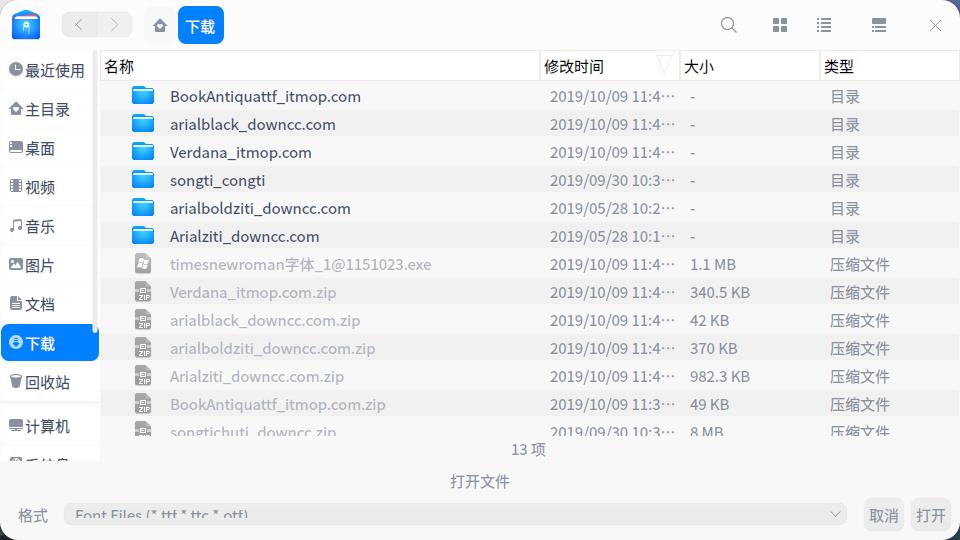 下载
最近使用
主目录
桌面
视频
音乐
图片
文档
下载
回收站
计算机
名称 修改时间 大小 类型
BookAntiquattf_itmop.com 2019/10/09 11:4··· - 目录
arialblack_downcc.com 2019/10/09 11:4··· - 目录
Verdana_itmop.com 2019/10/09 11:4··· - 目录
songti_congti 2019/09/30 10:3··· - 目录
arialboldziti_downcc.com 2019/05/28 10:2··· - 目录
Arialziti_downcc.com 2019/05/28 10:1··· - 目录
timesnewroman字体_1@1151023.exe 2019/10/09 11:4··· 1.1 MB 压缩文件
Verdana_itmop.com.zip 2019/10/09 11:4··· 340.5 KB 压缩文件
arialblack_downcc.com.zip 2019/10/09 11:4··· 42 KB 压缩文件
arialboldziti_downcc.com.zip 2019/10/09 11:4··· 370 KB 压缩文件
Arialziti_downcc.com.zip 2019/10/09 11:4··· 982.3 KB 压缩文件
BookAntiquattf_itmop.com.zip 2019/10/09 11:3··· 49 KB 压缩文件
songtichuti_downcc.zip 2019/09/30 10:3··· 8 MB 压缩文件
13 项
打开文件
格式 Font Files (*.ttf *.ttc *.otf) 取消 打开